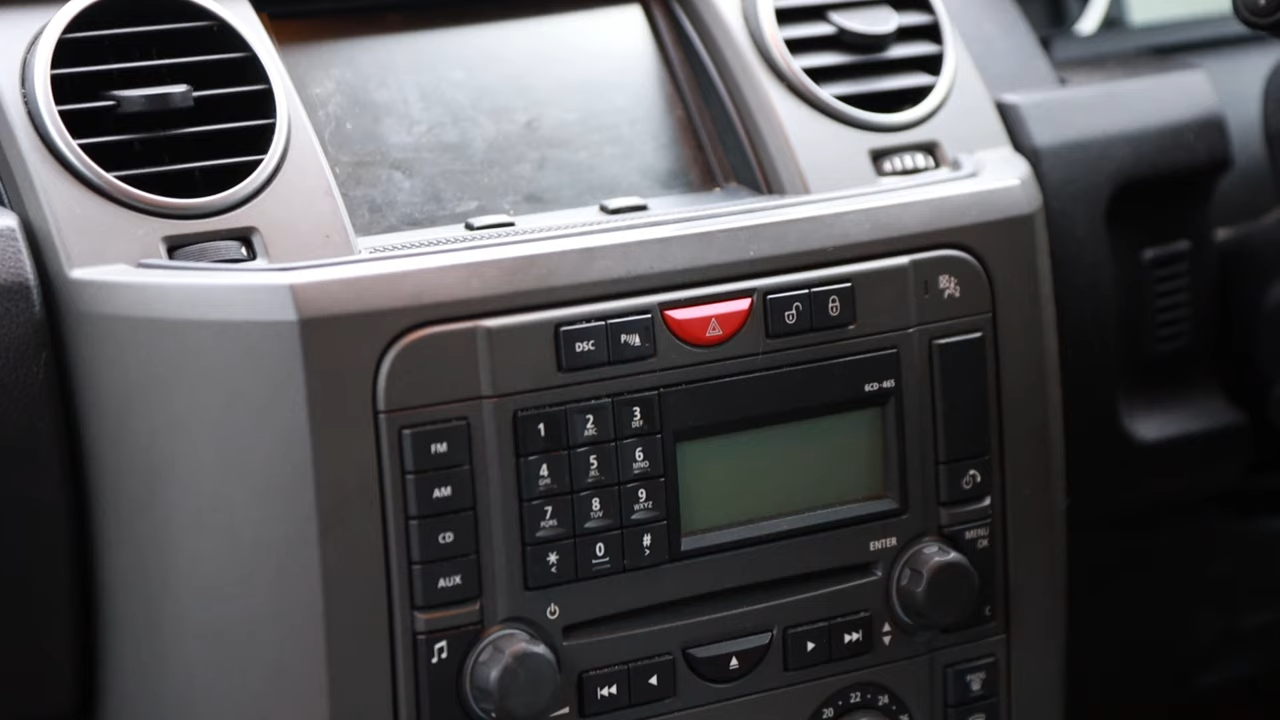 DSC
P
6CD-465
FM
AM
CD
AUX
1
2 ABC
3 DEF
4 GHI
5 JKL
6 MNO
7 PQRS
8 TUV
9 WXYZ
* <
0
# >
ENTER
MENU
OK
C
20 22 24